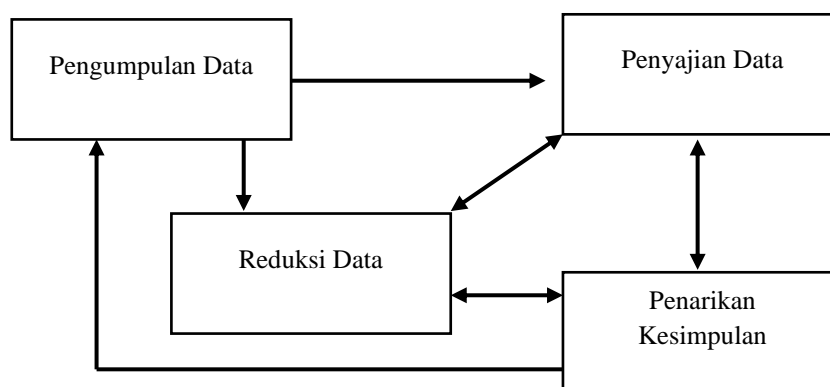 Pengumpulan Data
Penyajian Data
Reduksi Data
Penarikan
Kesimpulan